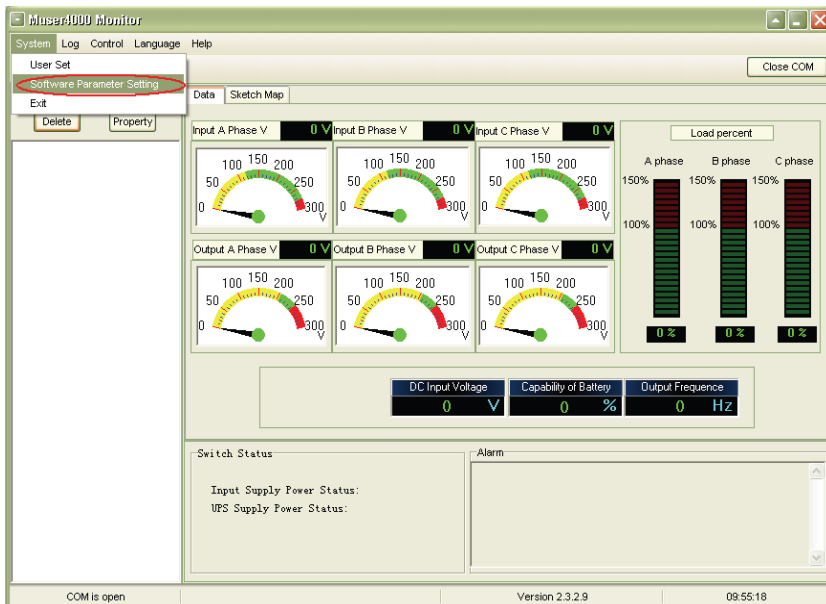 Muser4000 Monitor
System Log Control Language Help
User Set
Software Parameter Setting
Exit
Close COM
Delete Property
Data Sketch Map
Input A Phase V 0 V Input B Phase V 0 V Input C Phase V 0 V
0 50 100 150 200 250 300 V
0 50 100 150 200 250 300 V
0 50 100 150 200 250 300 V
Output A Phase V 0 V Output B Phase V 0 V Output C Phase V 0 V
0 50 100 150 200 250 300 V
0 50 100 150 200 250 300 V
0 50 100 150 200 250 300 V
Load percent
A phase B phase C phase
150% 150% 150%
100% 100% 100%
0 % 0 % 0 %
DC Input Voltage Capability of Battery Output Frequence
0 V 0 % 0 Hz
Switch Status
Input Supply Power Status:
UPS Supply Power Status:
Alarm
COM is open Version 2.3.2.9 09:55:18